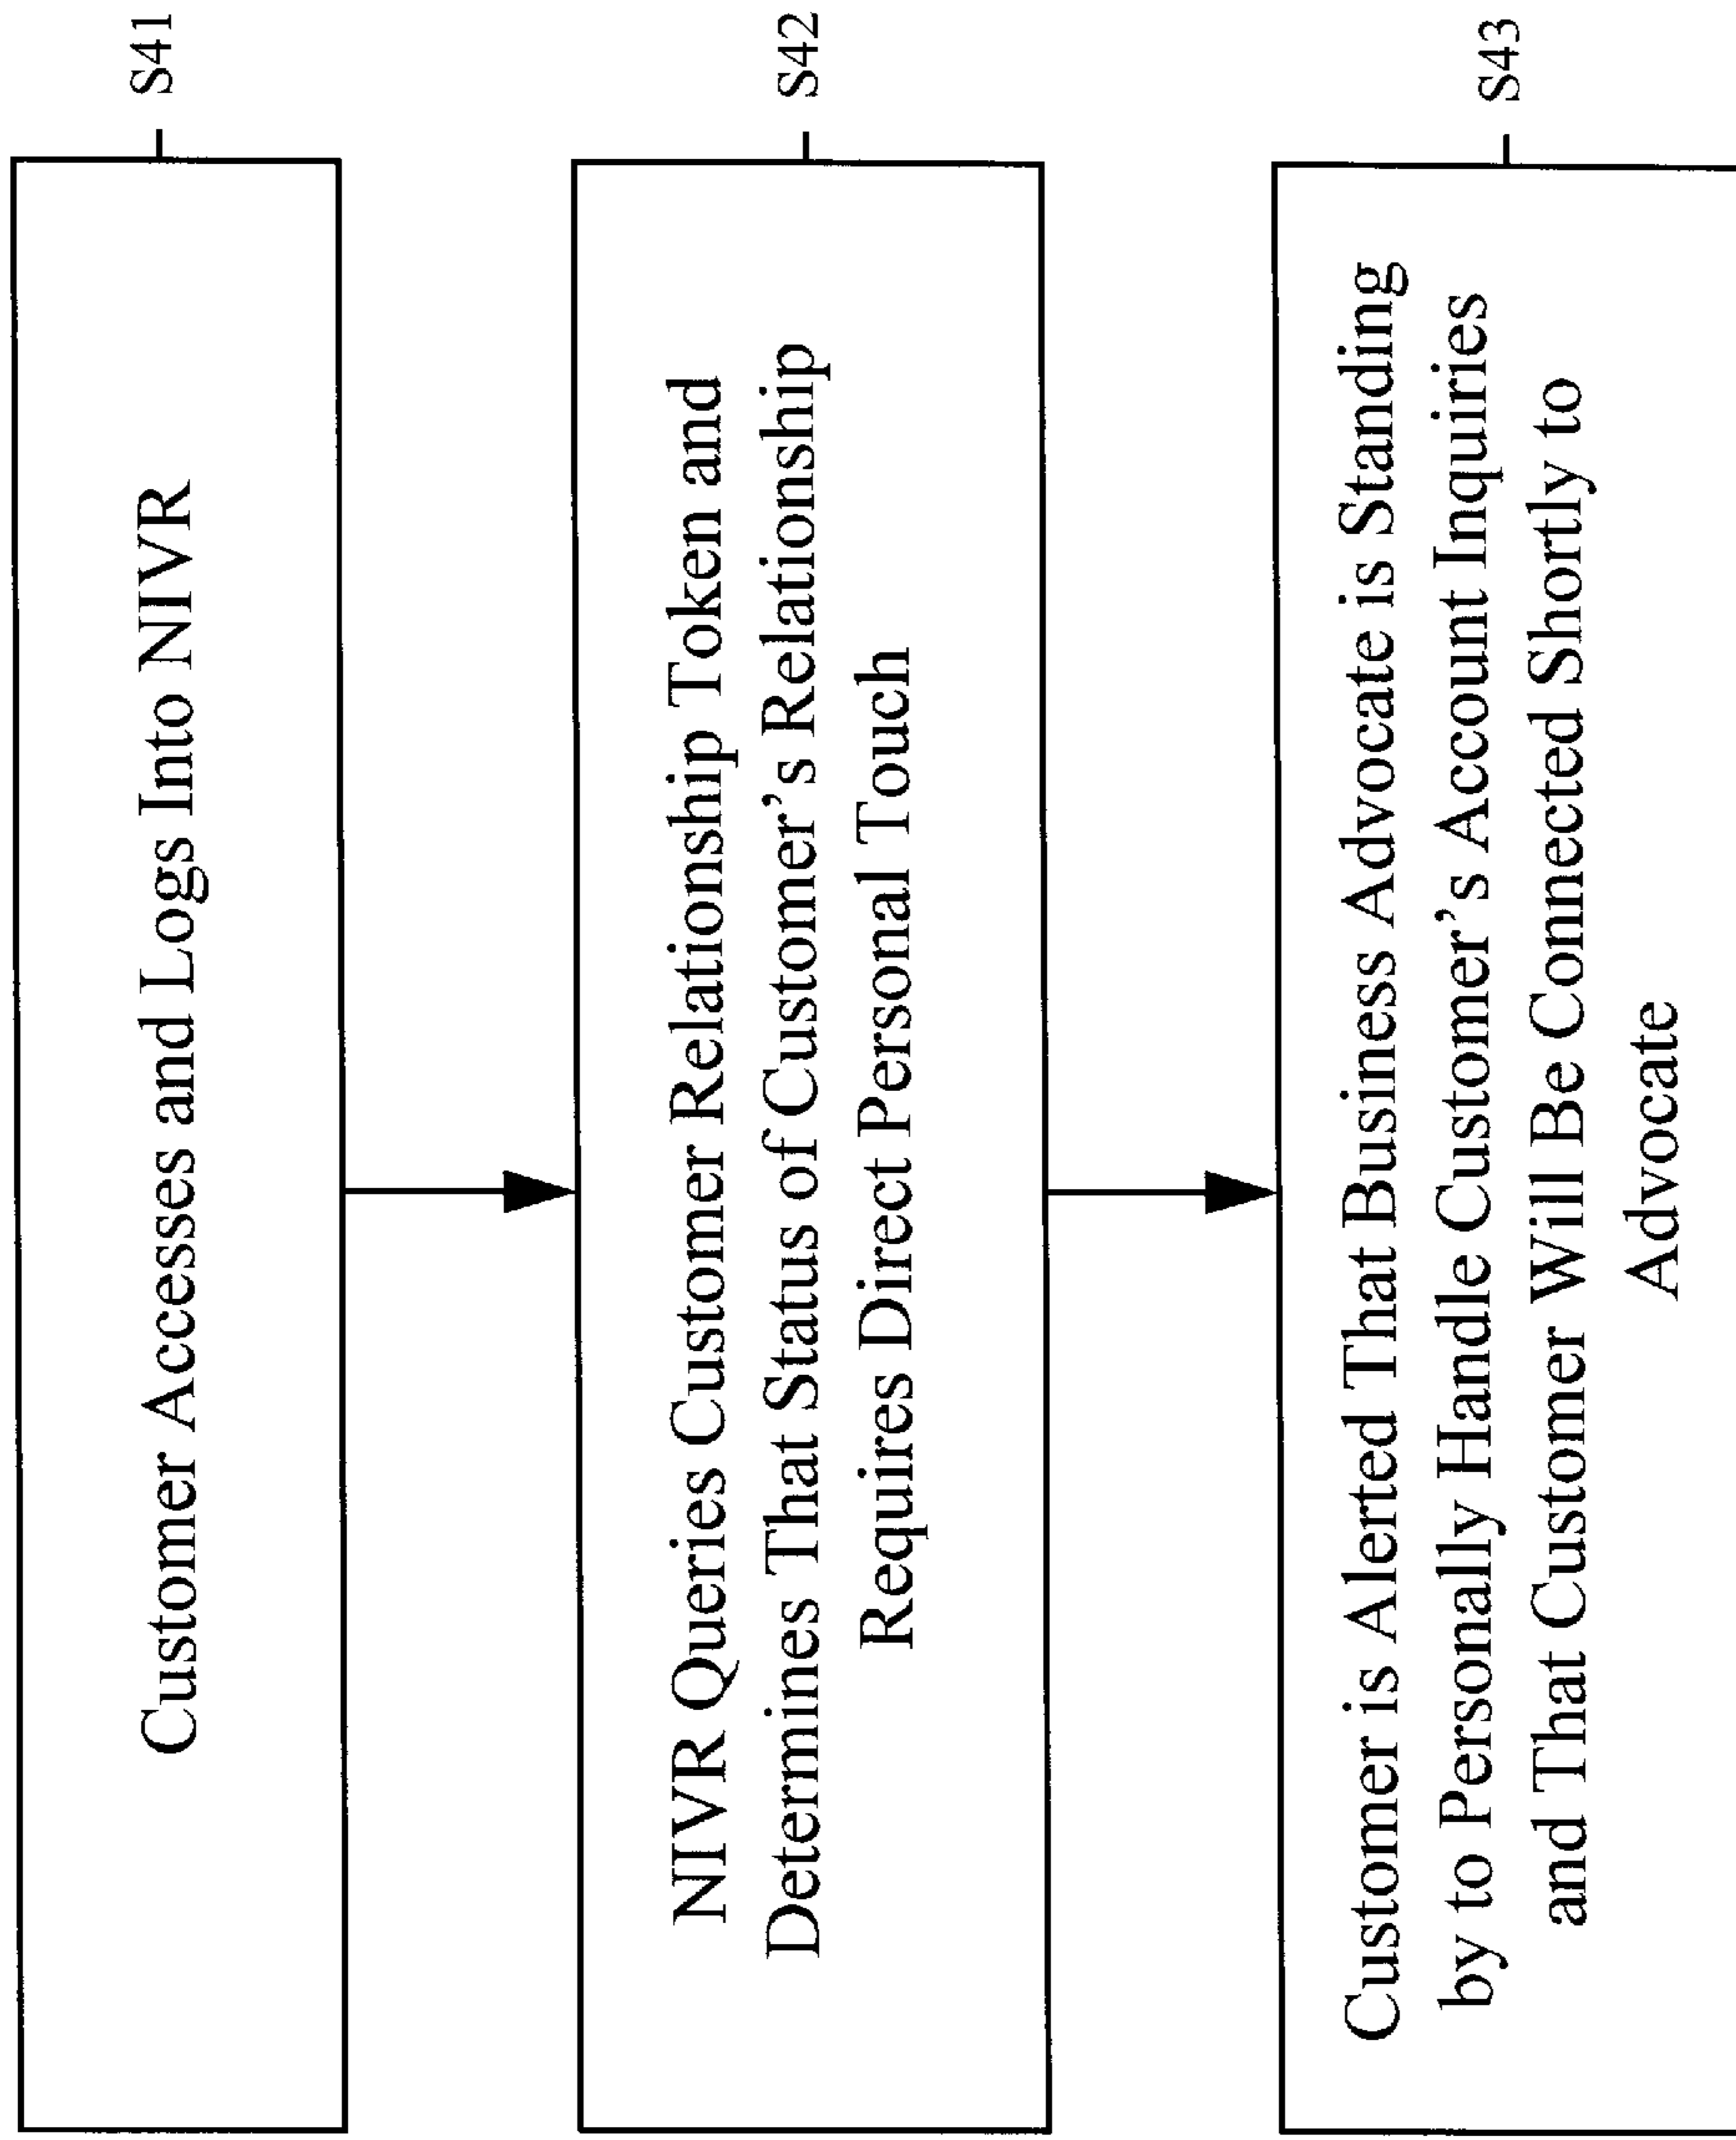 Customer Accesses and Logs Into NIVR
S41
NIVR Queries Customer Relationship Token and
Determines That Status of Customer's Relationship
Requires Direct Personal Touch
S42
Customer is Alerted That Business Advocate is Standing
by to Personally Handle Customer's Account Inquiries
and That Customer Will Be Connected Shortly to
Advocate
S43